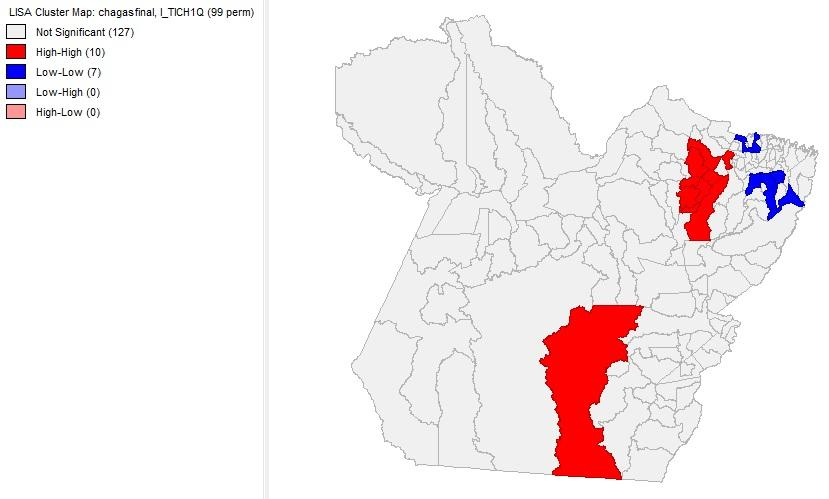 LISA Cluster Map: chagasfinal, I_TICH1Q (99 perm)
Not Significant (127)
High-High (10)
Low-Low (7)
Low-High (0)
High-Low (0)